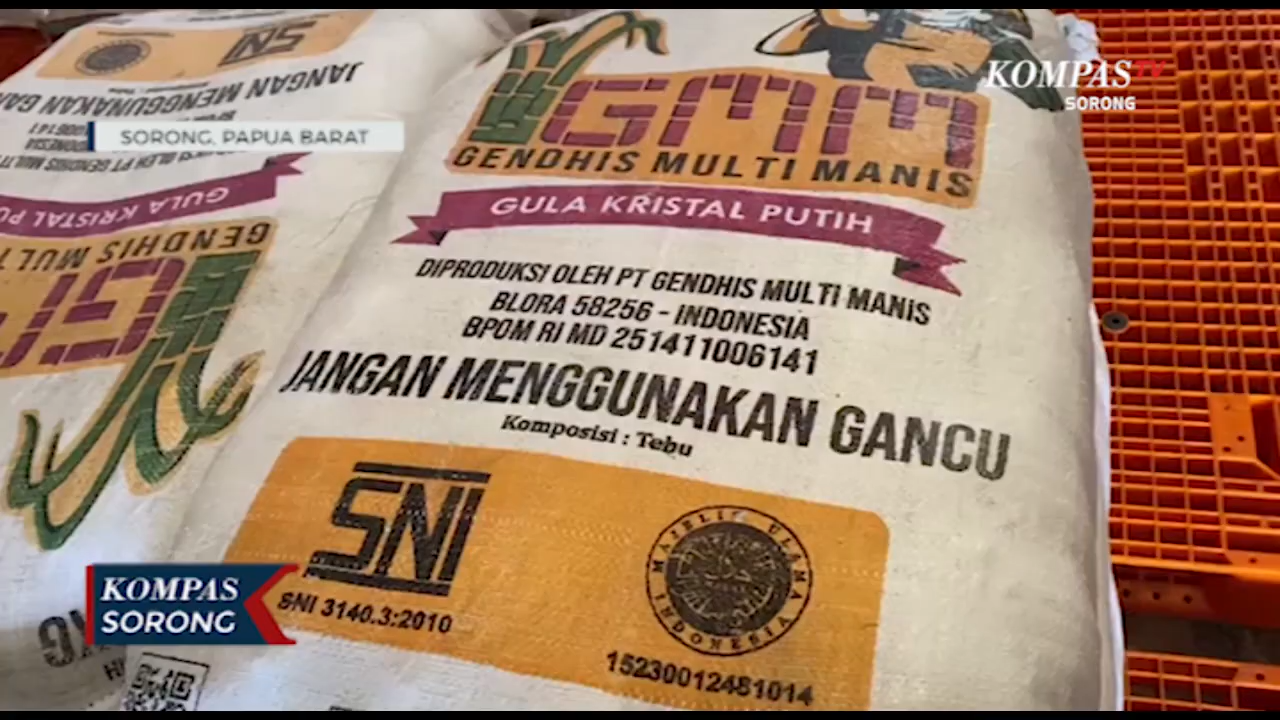 KOMPAS TV
SORONG
SORONG, PAPUA BARAT
GMM
GENDHIS MULTI MANIS
GULA KRISTAL PUTIH
DIPRODUKSI OLEH PT GENDHIS MULTI MANIS
BLORA 58256 - INDONESIA
BPOM RI MD 251411006141
JANGAN MENGGUNAKAN GANCU
Komposisi : Tebu
SNI
SNI 3140.3:2010
MAJELIS ULAMA
INDONESIA
15230012481014
SNI
JANGAN MENGGUNAKAN
GULA KRISTAL
GENDHIS MULT
KOMPAS
SORONG
KG